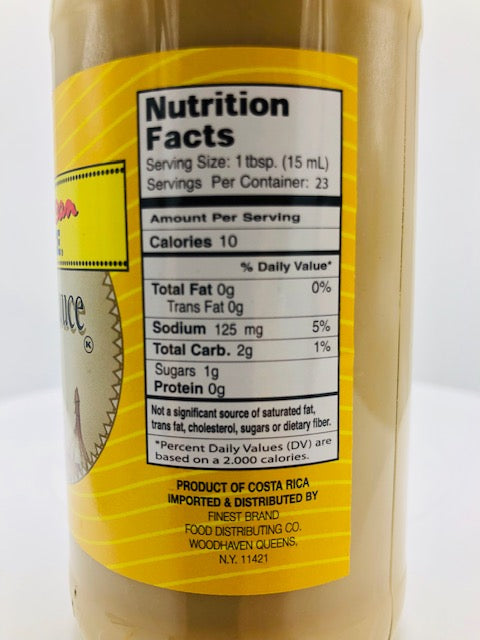 Nutrition
Facts
Serving Size: 1 tbsp. (15 mL)
Servings Per Container: 23
Amount Per Serving
Calories 10
% Daily Value*
Total Fat 0g 0%
Trans Fat 0g
Sodium 125 mg 5%
Total Carb. 2g 1%
Sugars 1g
Protein 0g
Not a significant source of saturated fat,
trans fat, cholesterol, sugars or dietary fiber.
*Percent Daily Values (DV) are
based on a 2.000 calories.
PRODUCT OF COSTA RICA
IMPORTED & DISTRIBUTED BY
FINEST BRAND
FOOD DISTRIBUTING CO.
WOODHAVEN QUEENS,
N.Y. 11421
uce
K